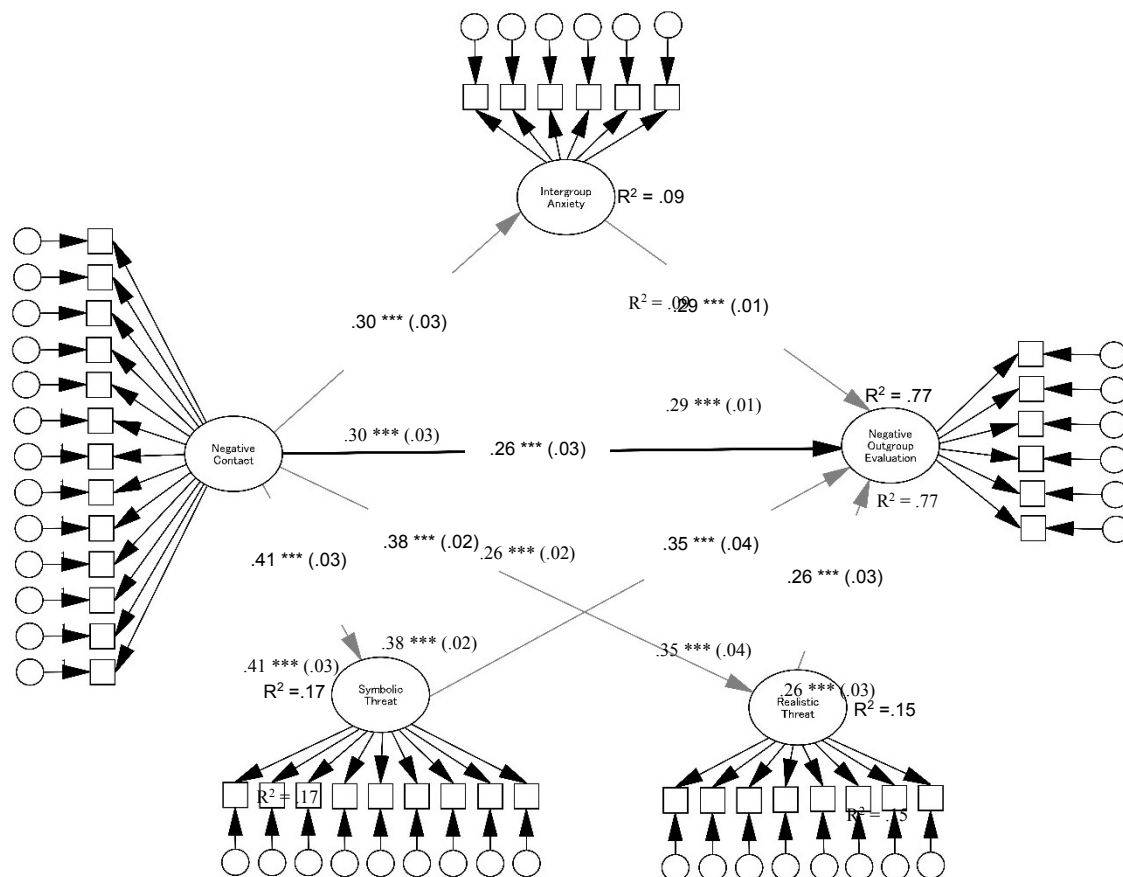 Intergroup
Anxiety
R² = .09
R² = .09
.29 *** (.01)
.30 *** (.03)
R² = .77
.29 *** (.01)
.30 *** (.03)
.26 *** (.03)
Negative
Contact
Negative
Outgroup
Evaluation
R² = .77
.38 *** (.02)
.26 *** (.02)
.35 *** (.04)
.41 *** (.03)
.26 *** (.03)
.38 *** (.02)
.35 *** (.04)
.41 *** (.03)
R² =.17
Symbolic
Threat
.26 *** (.03)
Realistic
Threat
R² =.15
R² = .17
R² = .15